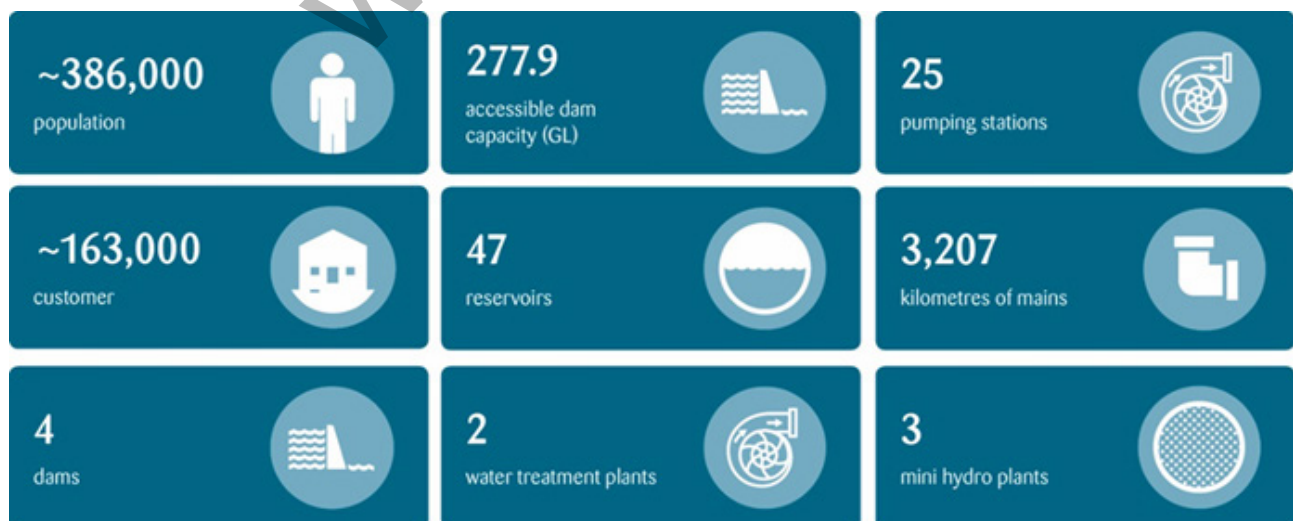 ~386,000
population
277.9
accessible dam
capacity (GL)
25
pumping stations
~163,000
customer
47
reservoirs
3,207
kilometres of mains
4
dams
2
water treatment plants
3
mini hydro plants